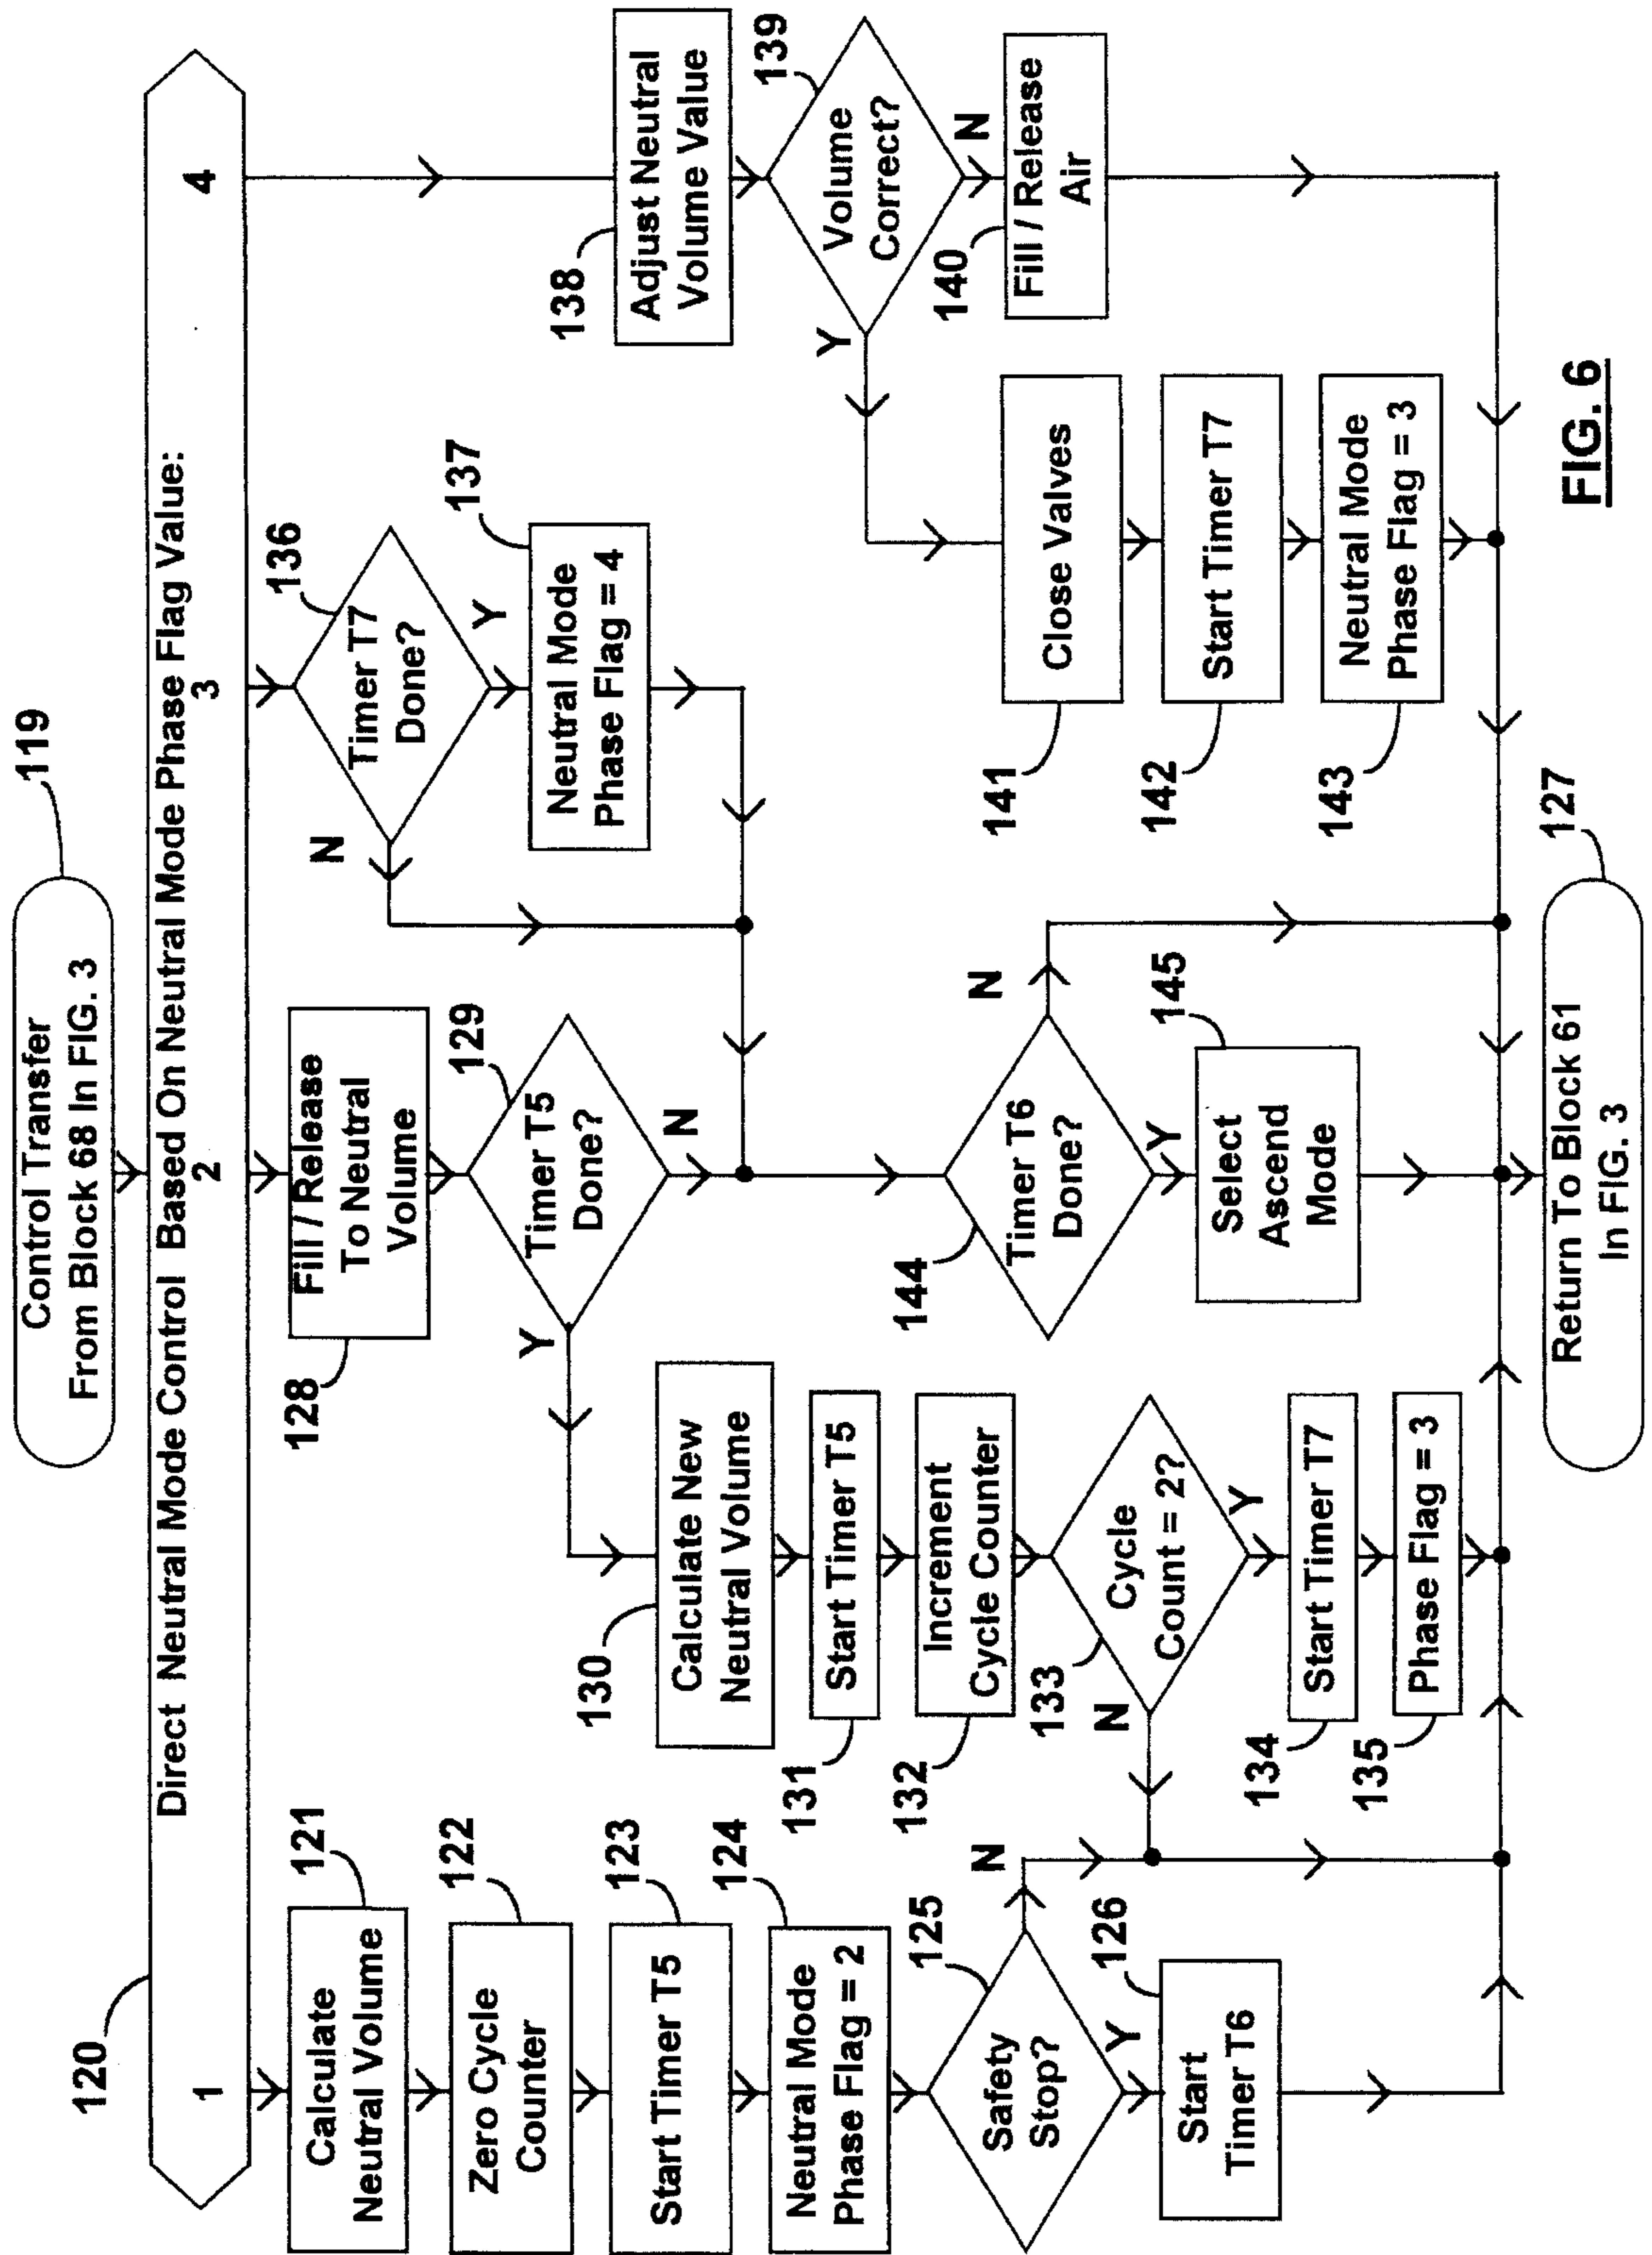 Control Transfer
From Block 68 In FIG. 3
119
120
Direct Neutral Mode Control Based On Neutral Mode Phase Flag Value:
1
2
3
4
Calculate
Neutral Volume
121
Zero Cycle
Counter
122
Start Timer T5
123
Neutral Mode
Phase Flag = 2
124
Safety
Stop?
125
N
Y
Start
Timer T6
126
Fill / Release
To Neutral
Volume
128
Timer T5
Done?
129
Y
N
Calculate New
Neutral Volume
130
Start Timer T5
131
Increment
Cycle Counter
132
Cycle
Count = 2?
133
N
Y
Start Timer T7
134
Phase Flag = 3
135
Timer T7
Done?
136
N
Y
Neutral Mode
Phase Flag = 4
137
Timer T6
Done?
144
N
Y
Select
Ascend
Mode
145
Adjust Neutral
Volume Value
138
Volume
Correct?
139
Y
N
Fill / Release
Air
140
Close Valves
141
Start Timer T7
142
Neutral Mode
Phase Flag = 3
143
Return To Block 61
In FIG. 3
127
FIG. 6